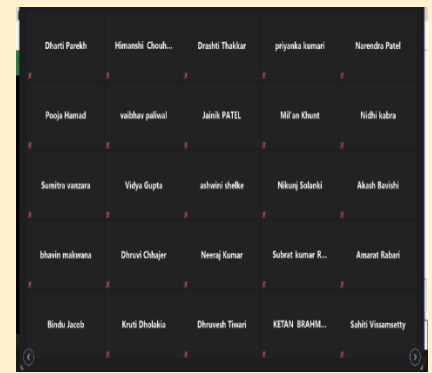 Dharti Parekh Himanshi Chouh... Drashti Thakkar priyanka kumari Narendra Patel
Pooja Hamad vaibhav paliwal Jainik PATEL Mil'an Khunt Nidhi kabra
Sumitra vanzara Vidya Gupta ashwini shelke Nikunj Solanki Akash Bavishi
bhavin makwana Dhruvi Chhajer Neeraj Kumar Subrat kumar R... Amarat Rabari
Bindu Jacob Kruti Dholakia Dhruvesh Tiwari KETAN BRAHM... Sahiti Vissamsetty